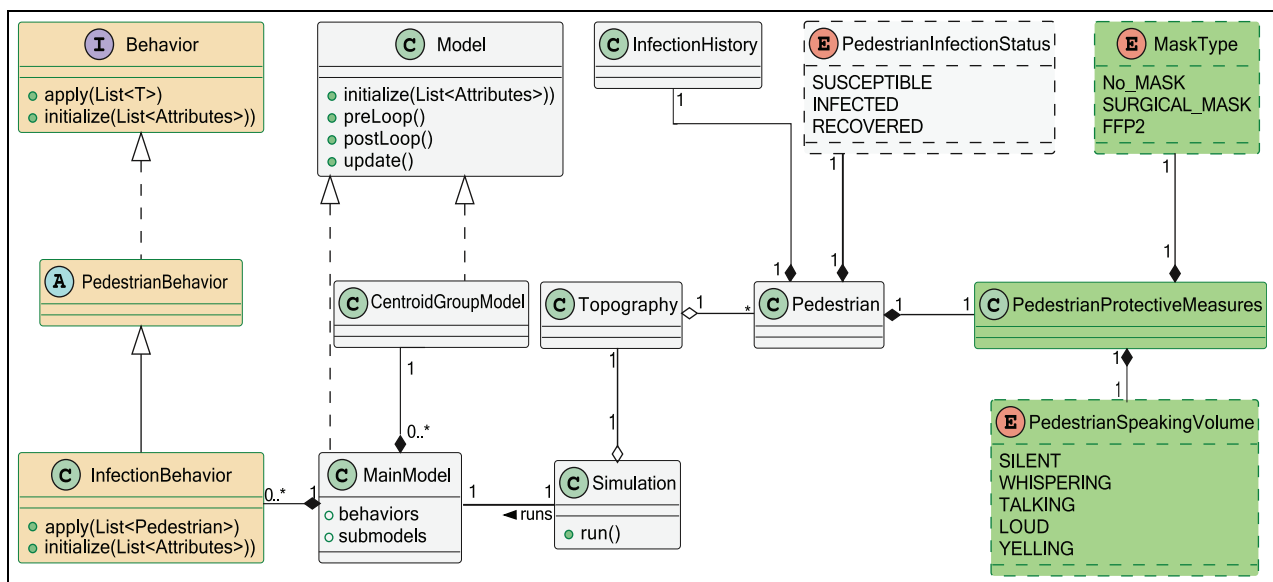 I Behavior
apply(List<T>)
initialize(List<Attributes>))
C Model
initialize(List<Attributes>))
preLoop()
postLoop()
update()
C InfectionHistory
1
1
E PedestrianInfectionStatus
SUSCEPTIBLE
INFECTED
RECOVERED
1
1
E MaskType
No_MASK
SURGICAL_MASK
FFP2
1
1
A PedestrianBehavior
C CentroidGroupModel
1
0..*
C Topography
1
*
1
1
C Pedestrian
1
1
C PedestrianProtectiveMeasures
1
1
E PedestrianSpeakingVolume
SILENT
WHISPERING
TALKING
LOUD
YELLING
C InfectionBehavior
apply(List<Pedestrian>)
initialize(List<Attributes>))
0..*
1
C MainModel
behaviors
submodels
1
1
runs
C Simulation
run()